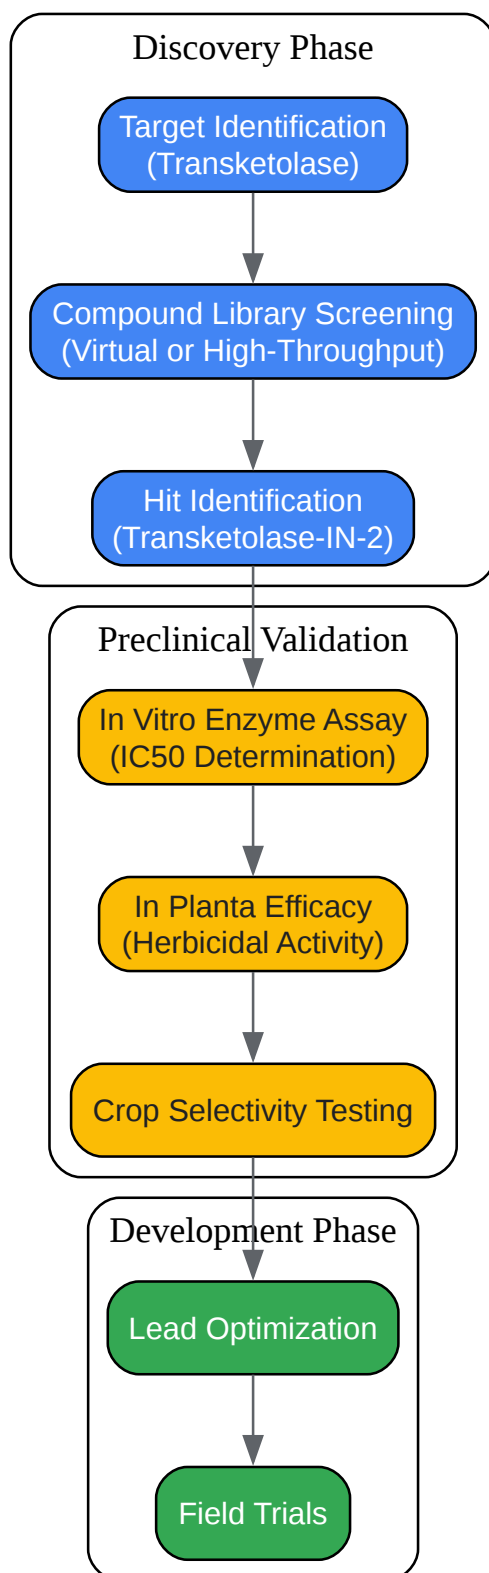 Discovery Phase
Target Identification
(Transketolase)
Compound Library Screening
(Virtual or High-Throughput)
Hit Identification
(Transketolase-IN-2)
Preclinical Validation
In Vitro Enzyme Assay
(IC50 Determination)
In Planta Efficacy
(Herbicidal Activity)
Crop Selectivity Testing
Development Phase
Lead Optimization
Field Trials